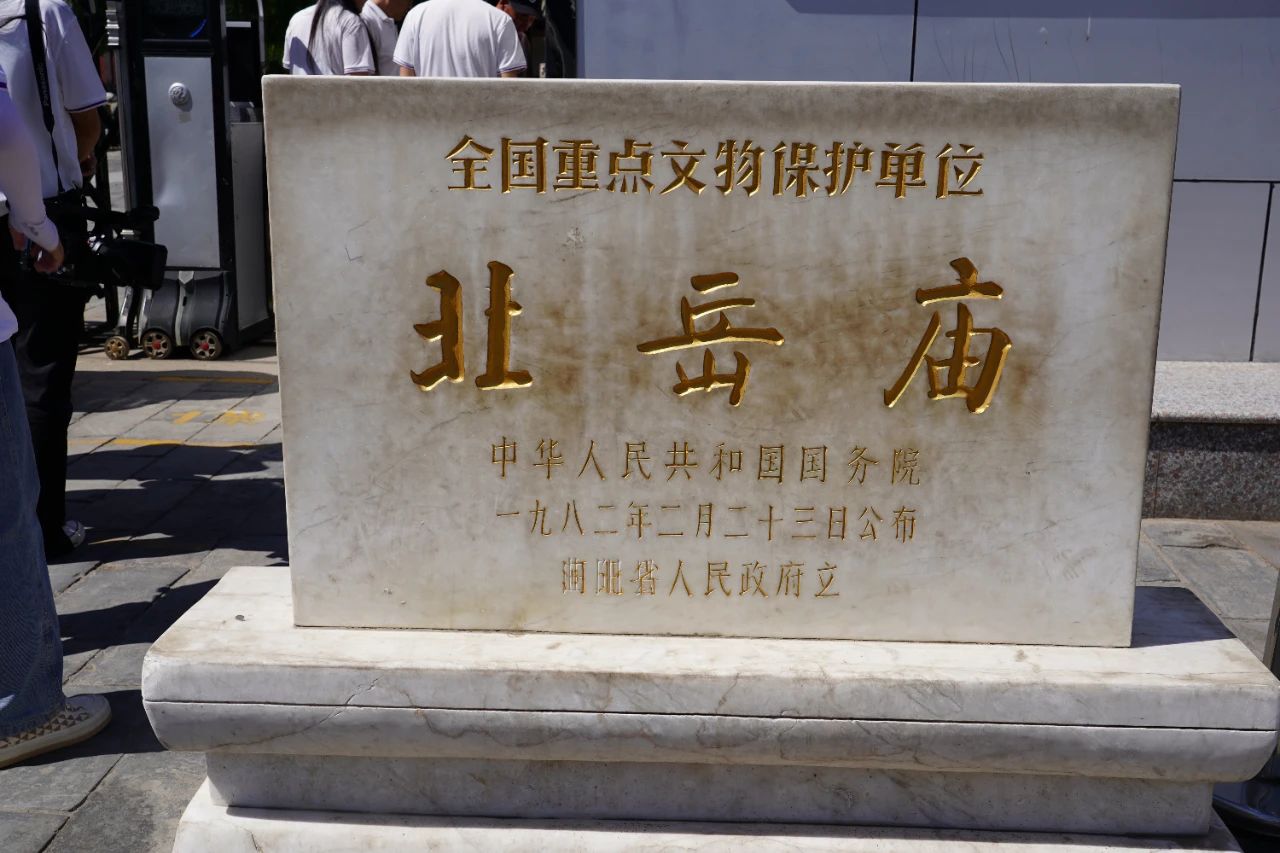 全国重点文物保护单位
北岳庙
中华人民共和国国务院
一九八二年二月二十三日公布
省人民政府立